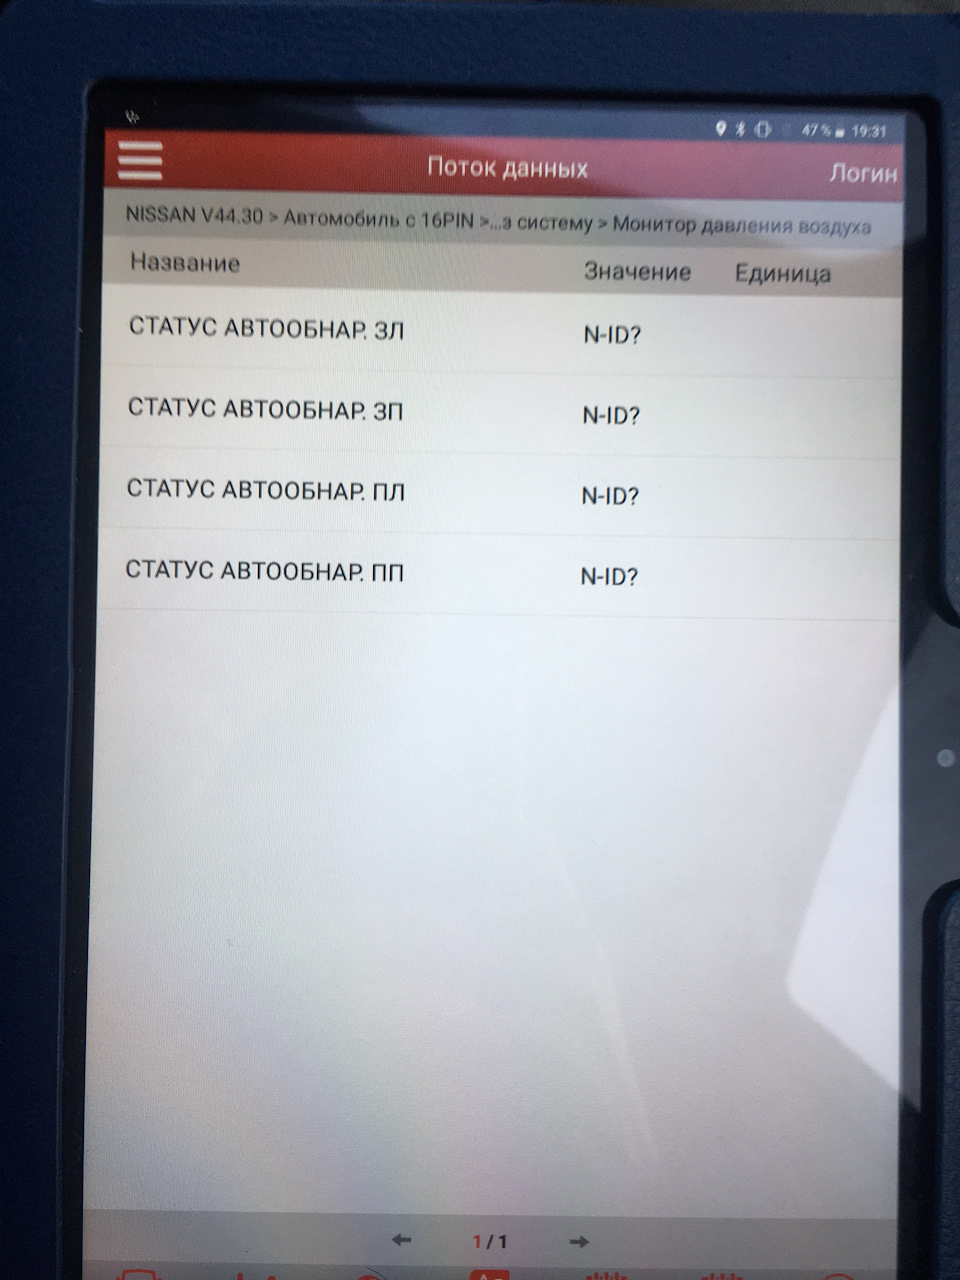 47 % 19:31
Поток данных Логин
NISSAN V44.30 > Автомобиль с 16PIN >...а систему > Монитор давления воздуха
Название Значение Единица
СТАТУС АВТООБНАР. ЗЛ N-ID?
СТАТУС АВТООБНАР. ЗП N-ID?
СТАТУС АВТООБНАР. ПЛ N-ID?
СТАТУС АВТООБНАР. ПП N-ID?
1 / 1